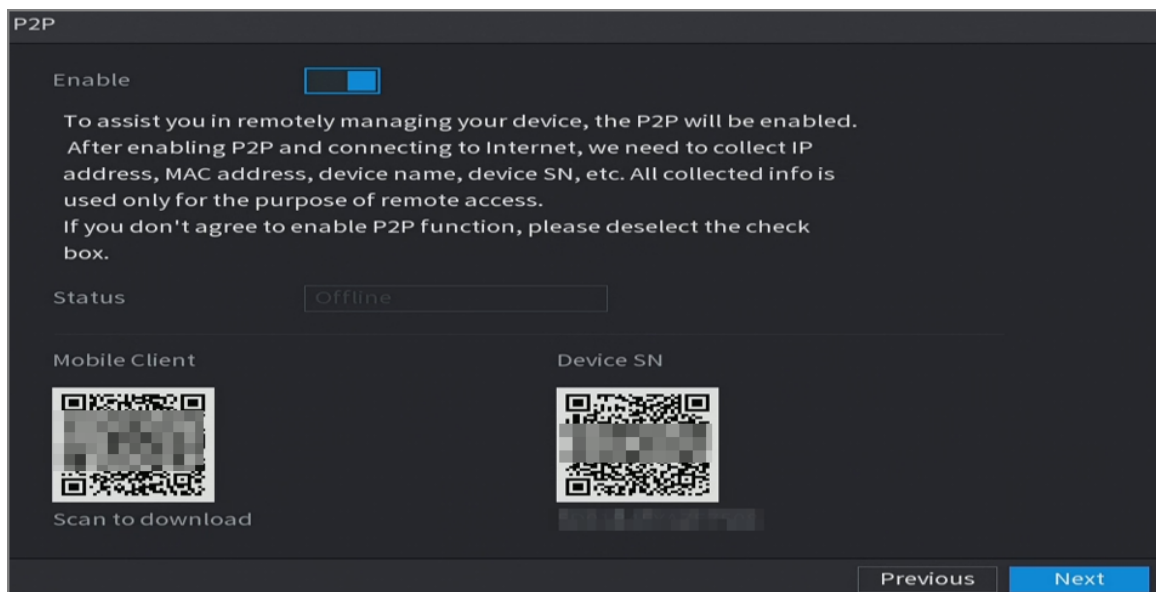 P2P
Enable
To assist you in remotely managing your device, the P2P will be enabled.
After enabling P2P and connecting to Internet, we need to collect IP
address, MAC address, device name, device SN, etc. All collected info is
used only for the purpose of remote access.
If you don't agree to enable P2P function, please deselect the check
box.
Status
Offline
Mobile Client
Device SN
Scan to download
Previous
Next